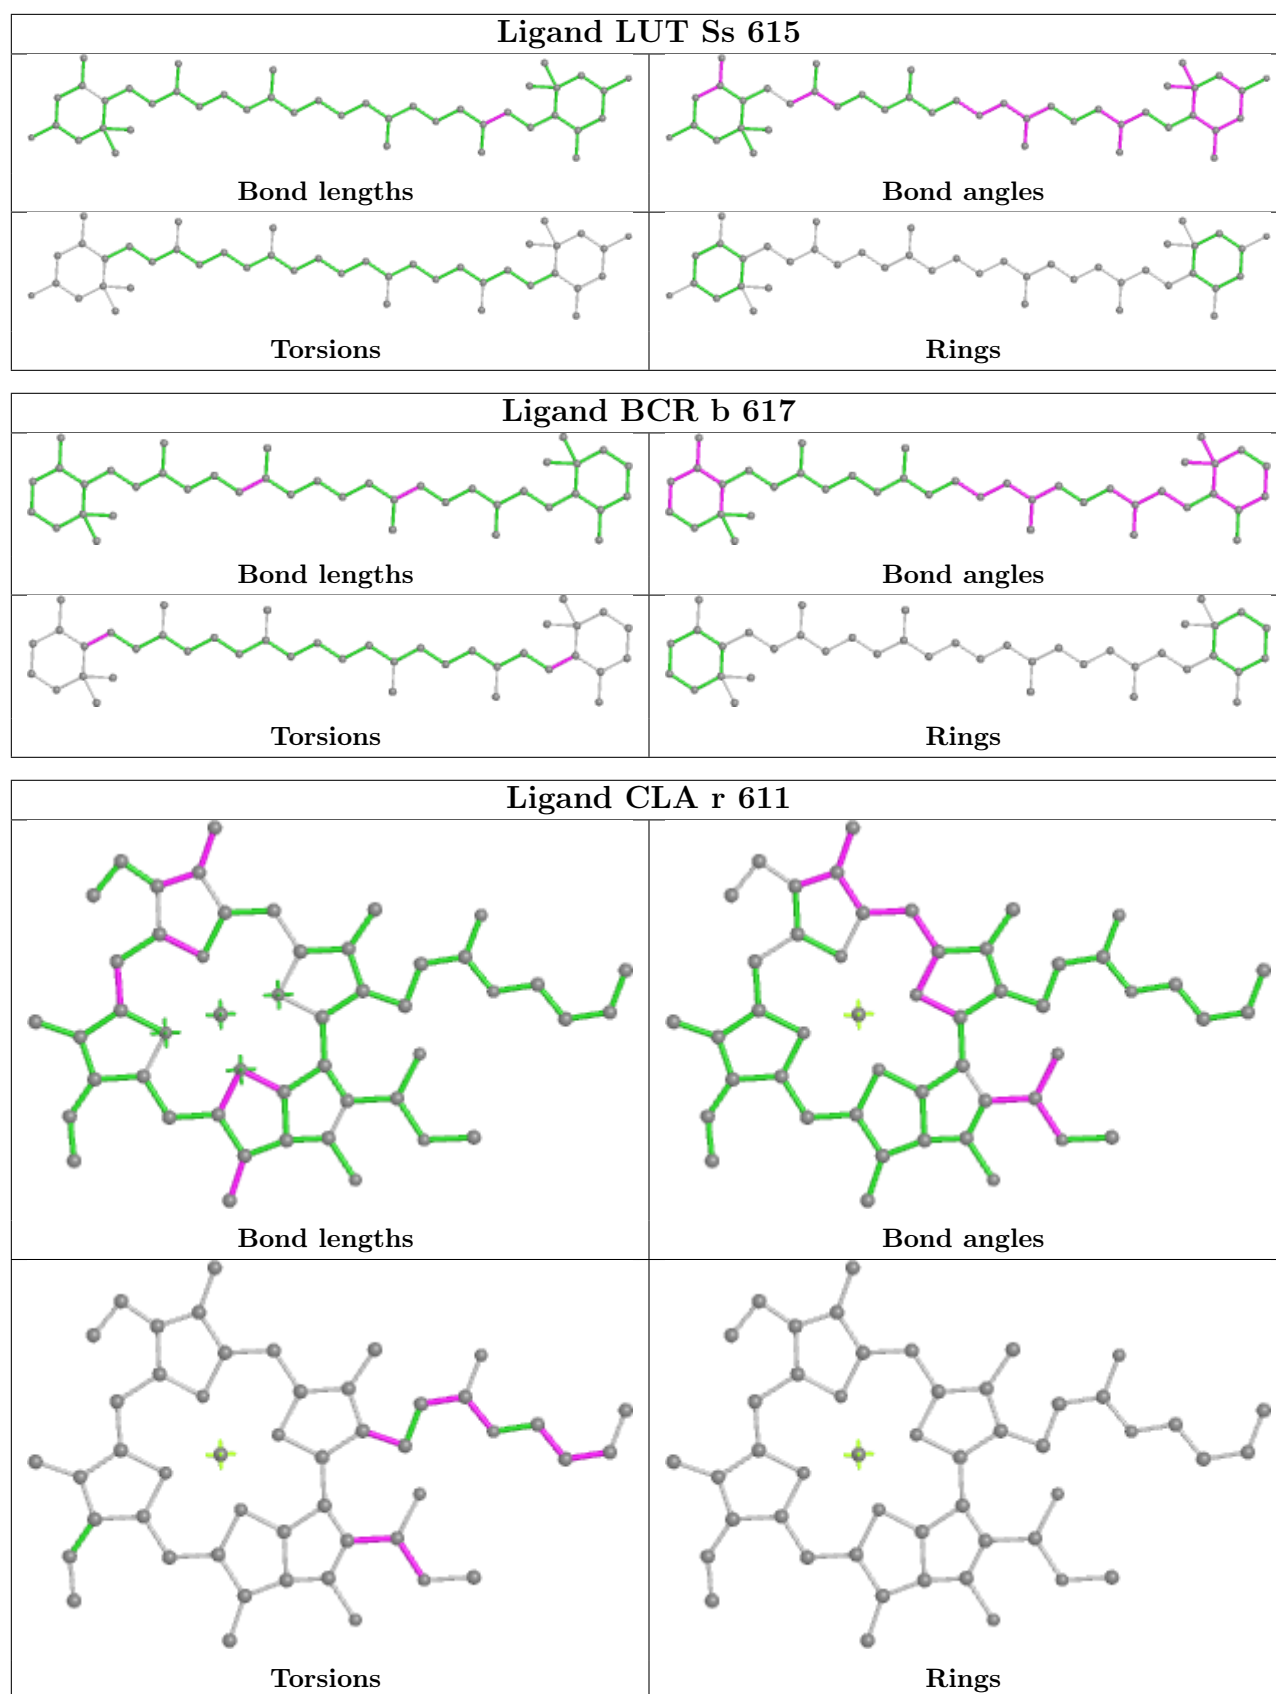 Ligand LUT Ss 615
Bond lengths
Bond angles
Torsions
Rings
Ligand BCR b 617
Bond lengths
Bond angles
Torsions
Rings
Ligand CLA r 611
Bond lengths
Bond angles
Torsions
Rings